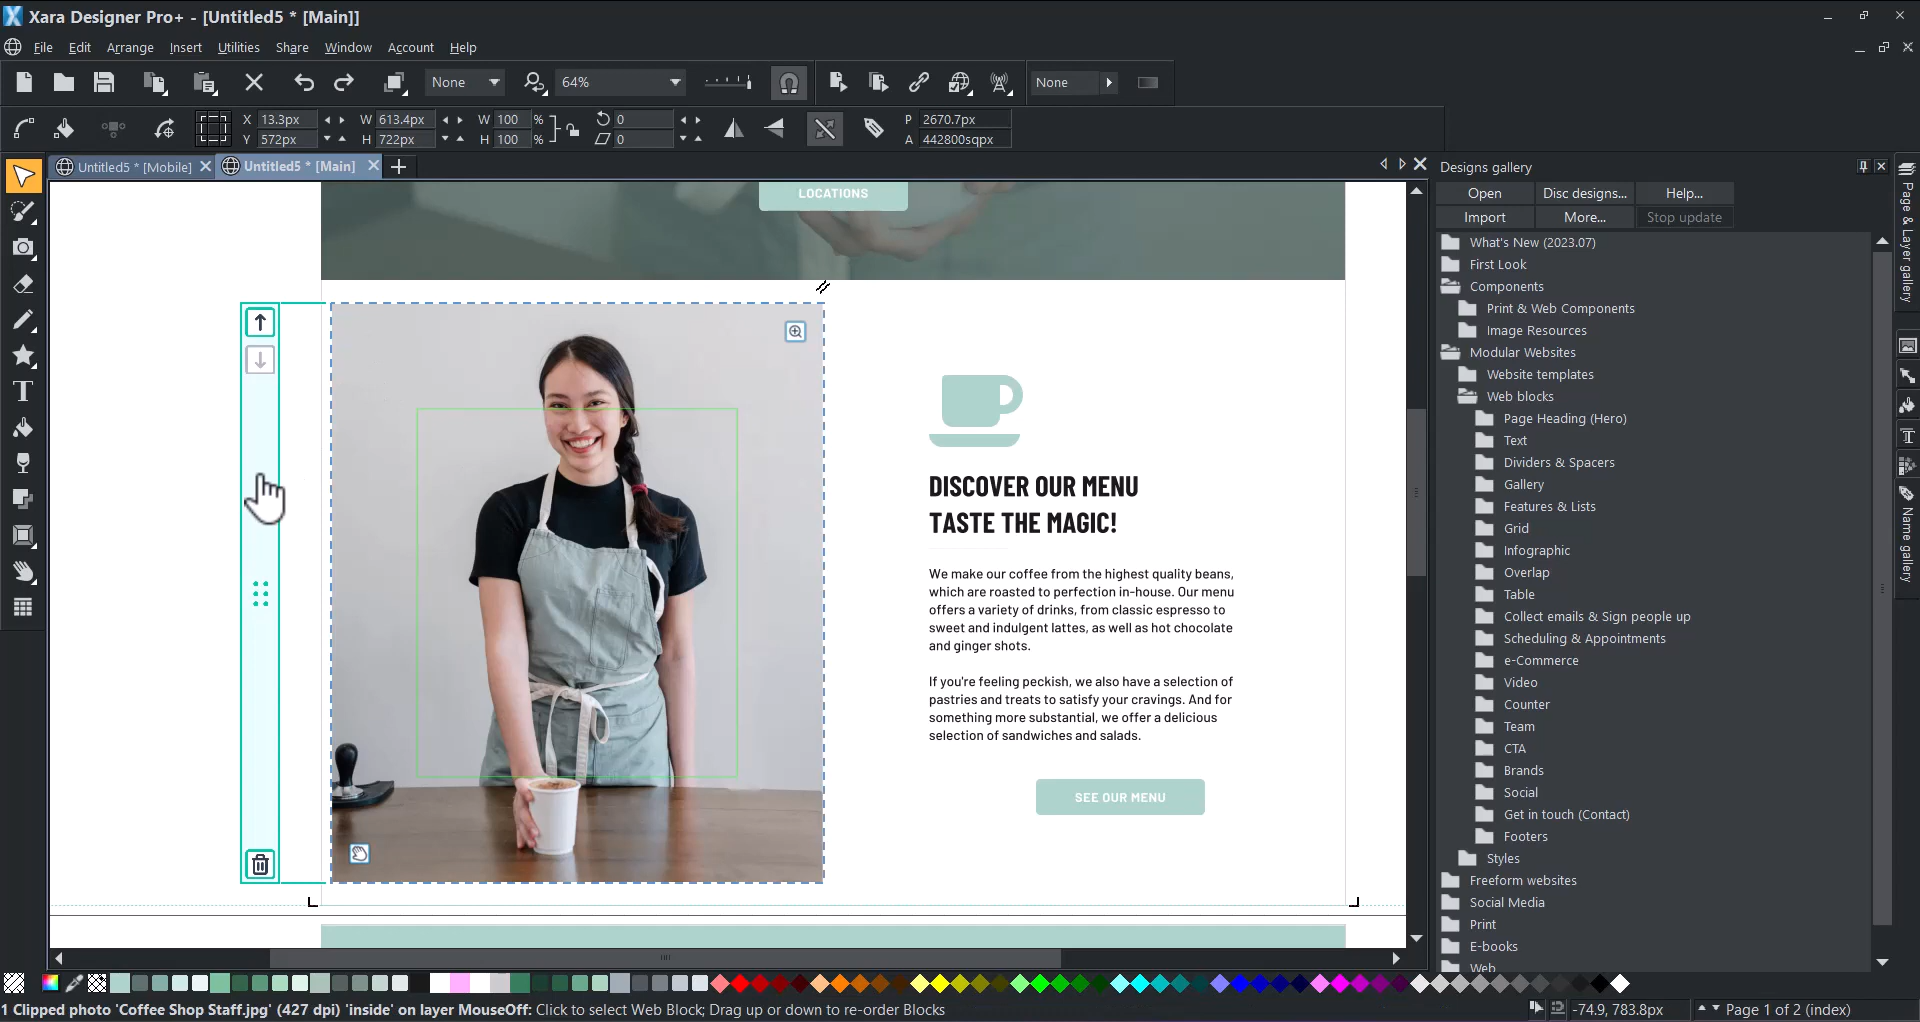 Xara Designer Pro+ - [Untitled5 * [Main]]
File Edit Arrange Insert Utilities Share Window Account Help
None 64% None
X 13.3px W 613.4px W 100 % 0 P 2670.7px
Y 572px H 722px H 100 % 0 A 442800sqpx
Untitled5 * [Mobile] Untitled5 * [Main]
Designs gallery
Open Disc designs... Help...
Import More... Stop update
What's New (2023.07)
First Look
Components
Print & Web Components
Image Resources
Modular Websites
Website templates
Web blocks
Page Heading (Hero)
Text
Dividers & Spacers
Gallery
Features & Lists
Grid
Infographic
Overlap
Table
Collect emails & Sign people up
Scheduling & Appointments
e-Commerce
Video
Counter
Team
CTA
Brands
Social
Get in touch (Contact)
Footers
Styles
Freeform websites
Social Media
Print
E-books
Web
Page & Layer gallery
Name gallery
LOCATIONS
DISCOVER OUR MENU
TASTE THE MAGIC!
We make our coffee from the highest quality beans,
which are roasted to perfection in-house. Our menu
offers a variety of drinks, from classic espresso to
sweet and indulgent lattes, as well as hot chocolate
and ginger shots.
If you're feeling peckish, we also have a selection of
pastries and treats to satisfy your cravings. And for
something more substantial, we offer a delicious
selection of sandwiches and salads.
SEE OUR MENU
1 Clipped photo 'Coffee Shop Staff.jpg' (427 dpi) 'inside' on layer MouseOff: Click to select Web Block; Drag up or down to re-order Blocks
-74.9, 783.8px Page 1 of 2 (index)